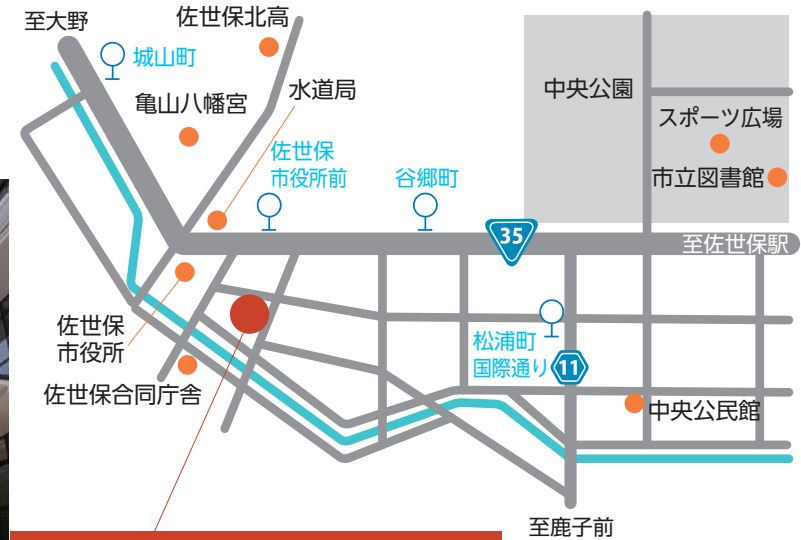 至大野
佐世保北高
城山町
水道局
中央公園
亀山八幡宮
スポーツ広場
佐世保
市役所前
谷郷町
市立図書館
35
至佐世保駅
佐世保
市役所
松浦町
国際通り
11
佐世保合同庁舎
中央公民館
至鹿子前